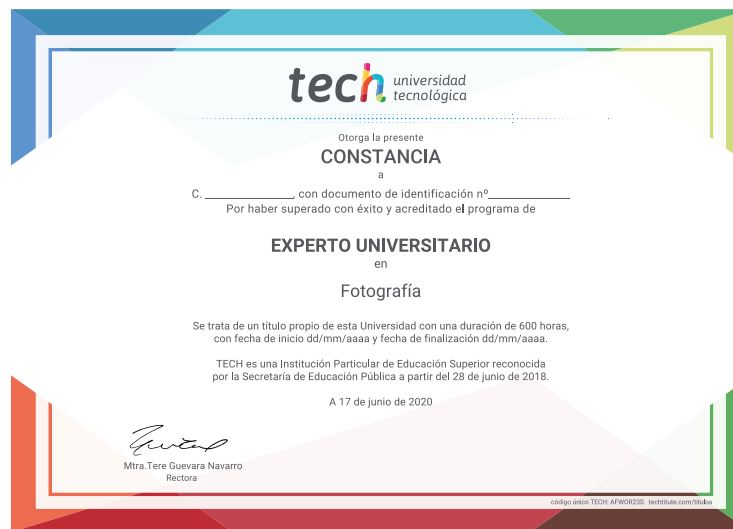 tech universidad
tecnológica
Otorga la presente
CONSTANCIA
a
C. ______________, con documento de identificación nº______________
Por haber superado con éxito y acreditado el programa de
EXPERTO UNIVERSITARIO
en
Fotografía
Se trata de un título propio de esta Universidad con una duración de 600 horas,
con fecha de inicio dd/mm/aaaa y fecha de finalización dd/mm/aaaa.
TECH es una Institución Particular de Educación Superior reconocida
por la Secretaría de Educación Pública a partir del 28 de junio de 2018.
A 17 de junio de 2020
Mtra.Tere Guevara Navarro
Rectora
código único TECH: AFWOR23S techtitute.com/titulos